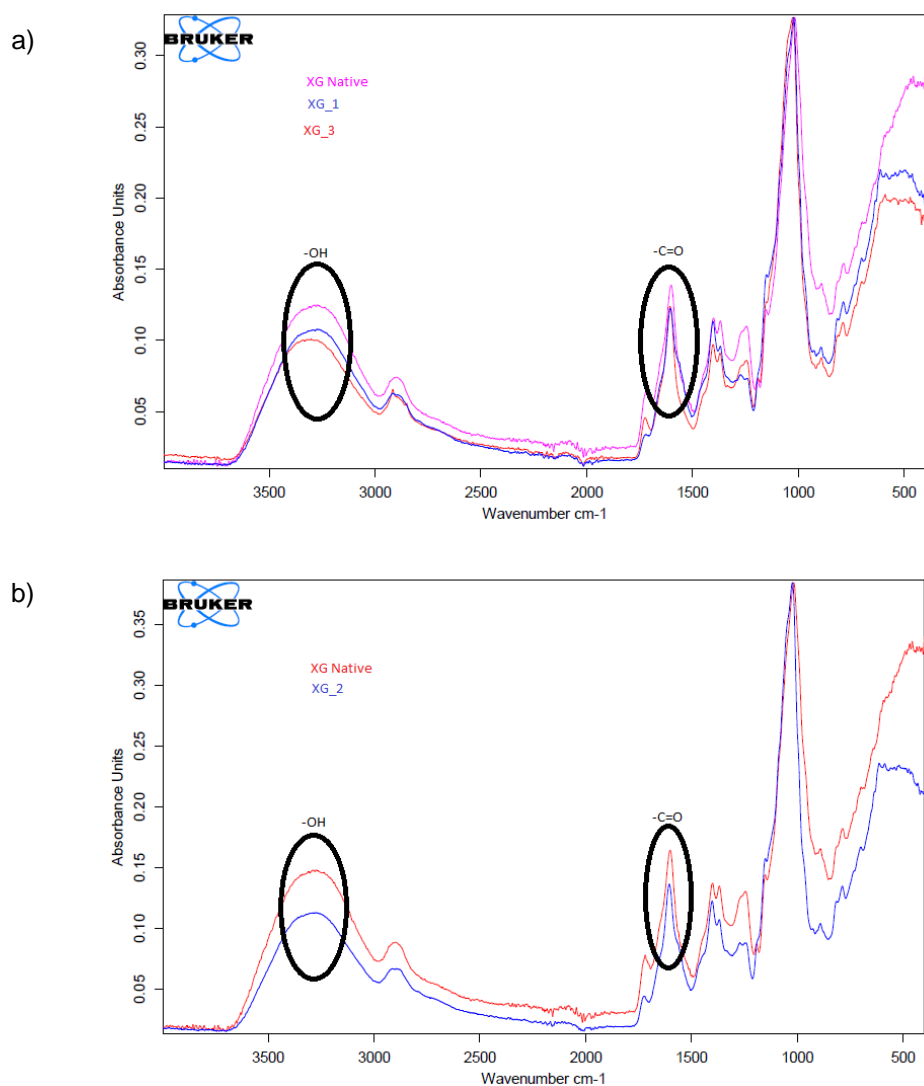 a)
BRUKER
XG Native
XG_1
XG_3
-OH
-C=O
Absorbance Units
0.30
0.25
0.20
0.15
0.10
0.05
3500 3000 2500 2000 1500 1000 500
Wavenumber cm-1
b)
BRUKER
XG Native
XG_2
-OH
-C=O
Absorbance Units
0.35
0.30
0.25
0.20
0.15
0.10
0.05
3500 3000 2500 2000 1500 1000 500
Wavenumber cm-1